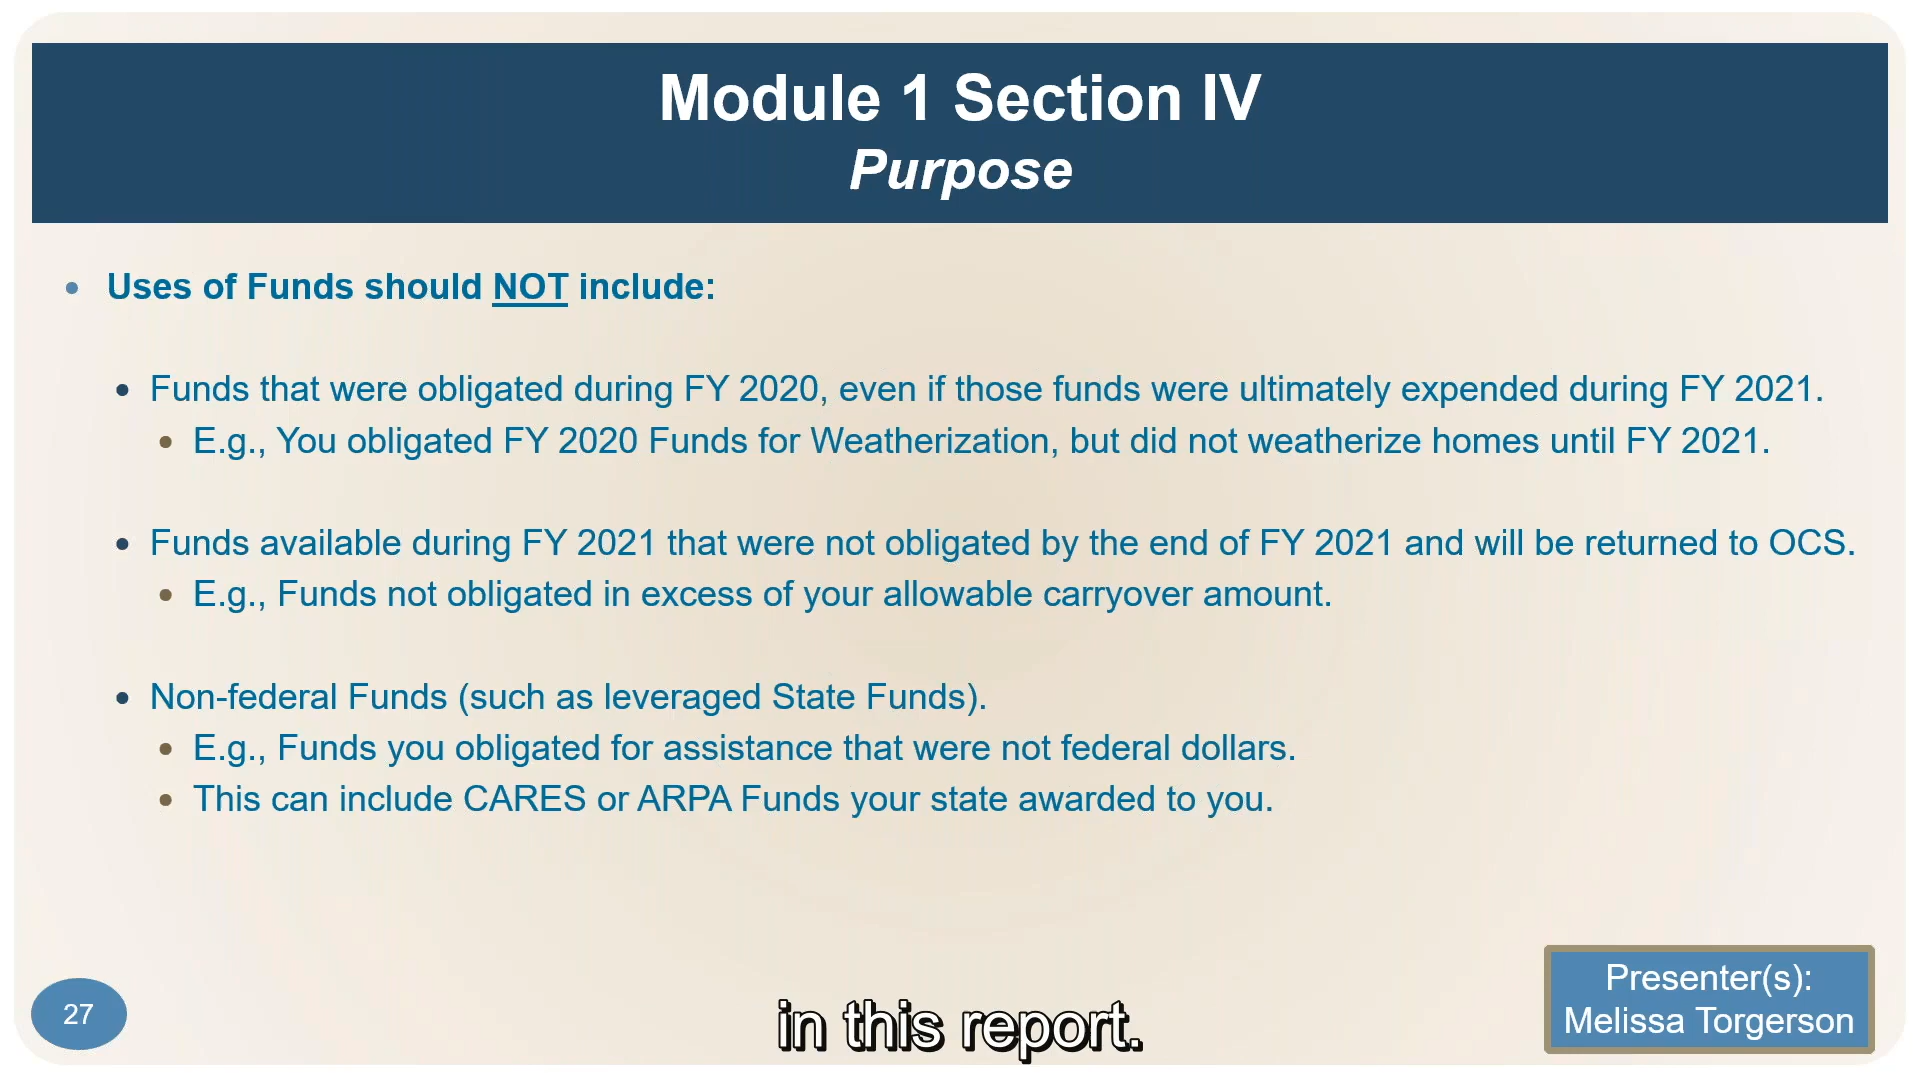 Module 1 Section IV
Purpose
• Uses of Funds should NOT include:
• Funds that were obligated during FY 2020, even if those funds were ultimately expended during FY 2021.
• E.g., You obligated FY 2020 Funds for Weatherization, but did not weatherize homes until FY 2021.
• Funds available during FY 2021 that were not obligated by the end of FY 2021 and will be returned to OCS.
• E.g., Funds not obligated in excess of your allowable carryover amount.
• Non-federal Funds (such as leveraged State Funds).
• E.g., Funds you obligated for assistance that were not federal dollars.
• This can include CARES or ARPA Funds your state awarded to you.
27
in this report.
Presenter(s):
Melissa Torgerson